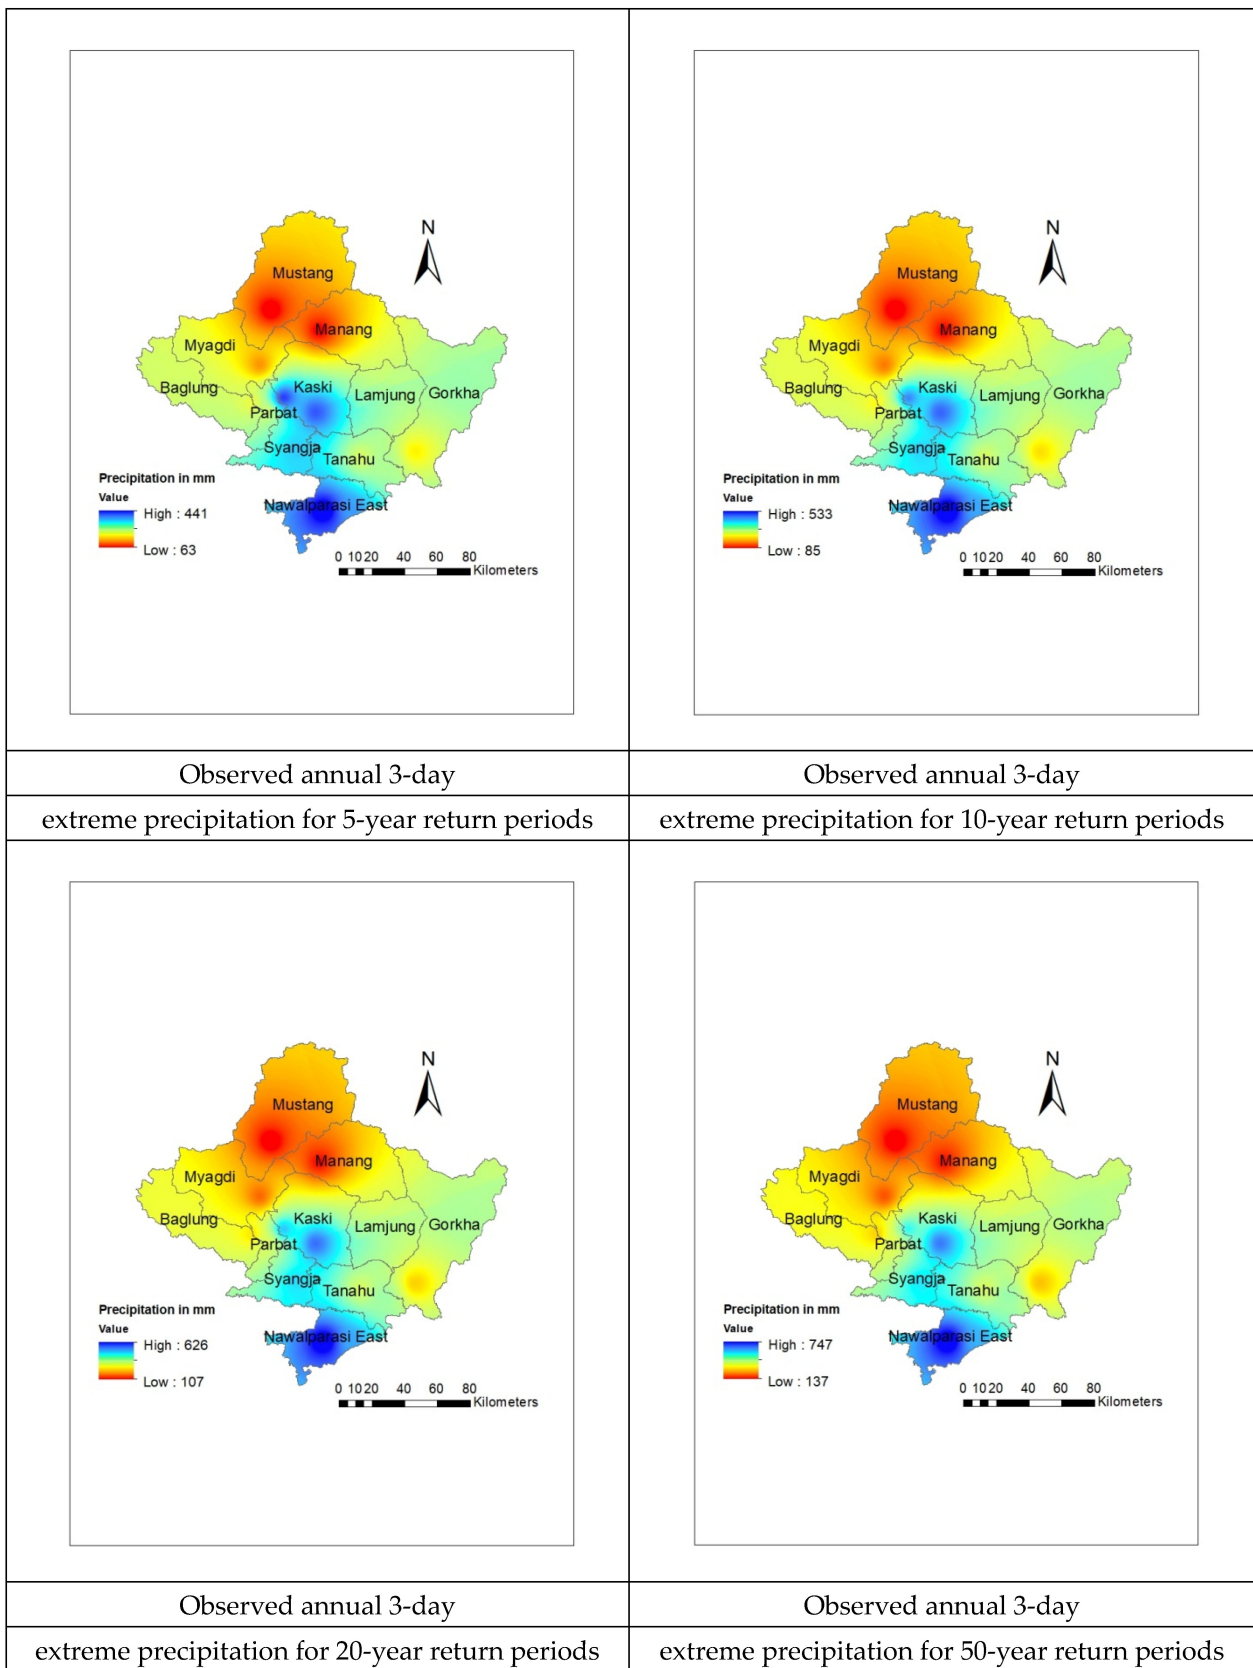 N
Mustang
Manang
Myagdi
Baglung
Kaski
Lamjung
Gorkha
Parbat
Syangja
Tanahu
Nawalparasi East
Precipitation in mm
Value
High : 441
Low : 63
0 10 20 40 60 80
Kilometers
N
Mustang
Manang
Myagdi
Baglung
Kaski
Lamjung
Gorkha
Parbat
Syangja
Tanahu
Nawalparasi East
Precipitation in mm
Value
High : 533
Low : 85
0 10 20 40 60 80
Kilometers
Observed annual 3-day
extreme precipitation for 5-year return periods
Observed annual 3-day
extreme precipitation for 10-year return periods
N
Mustang
Manang
Myagdi
Baglung
Kaski
Lamjung
Gorkha
Parbat
Syangja
Tanahu
Nawalparasi East
Precipitation in mm
Value
High : 626
Low : 107
0 10 20 40 60 80
Kilometers
N
Mustang
Manang
Myagdi
Baglung
Kaski
Lamjung
Gorkha
Parbat
Syangja
Tanahu
Nawalparasi East
Precipitation in mm
Value
High : 747
Low : 137
0 10 20 40 60 80
Kilometers
Observed annual 3-day
extreme precipitation for 20-year return periods
Observed annual 3-day
extreme precipitation for 50-year return periods